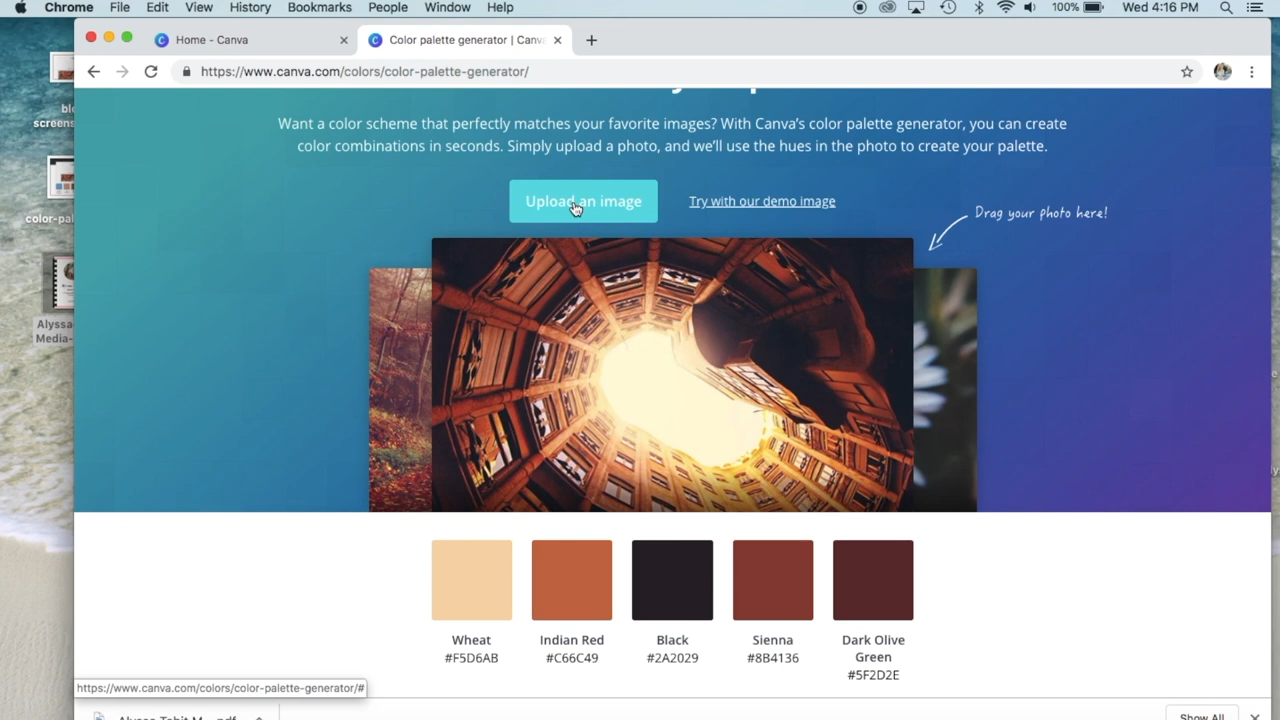 Chrome File Edit View History Bookmarks People Window Help 100% Wed 4:16 PM
Home - Canva
Color palette generator | Canva
https://www.canva.com/colors/color-palette-generator/
Want a color scheme that perfectly matches your favorite images? With Canva's color palette generator, you can create
color combinations in seconds. Simply upload a photo, and we'll use the hues in the photo to create your palette.
Upload an image
Try with our demo image
Drag your photo here!
screens
color-pal
Alyssa
Media-
Wheat
#F5D6AB
Indian Red
#C66C49
Black
#2A2029
Sienna
#8B4136
Dark Olive
Green
#5F2D2E
https://www.canva.com/colors/color-palette-generator/#
Show All